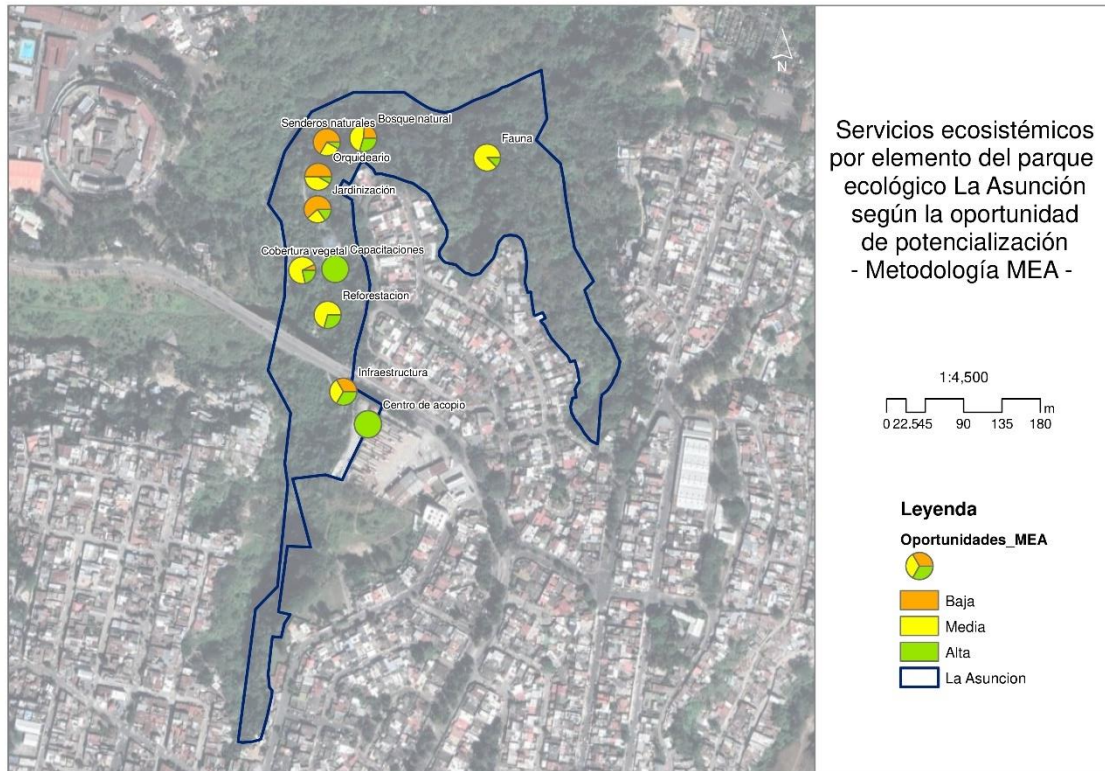 N
Senderos naturales
Bosque natural
Orquideario
Fauna
Jardinización
Cobertura vegetal
Capacitaciones
Reforestacion
Infraestructura
Centro de acopio
Servicios ecosistémicos
por elemento del parque
ecológico La Asunción
según la oportunidad
de potencialización
- Metodología MEA -
1:4,500
0 22.545 90 135 180 m
Leyenda
Oportunidades_MEA
Baja
Media
Alta
La Asuncion